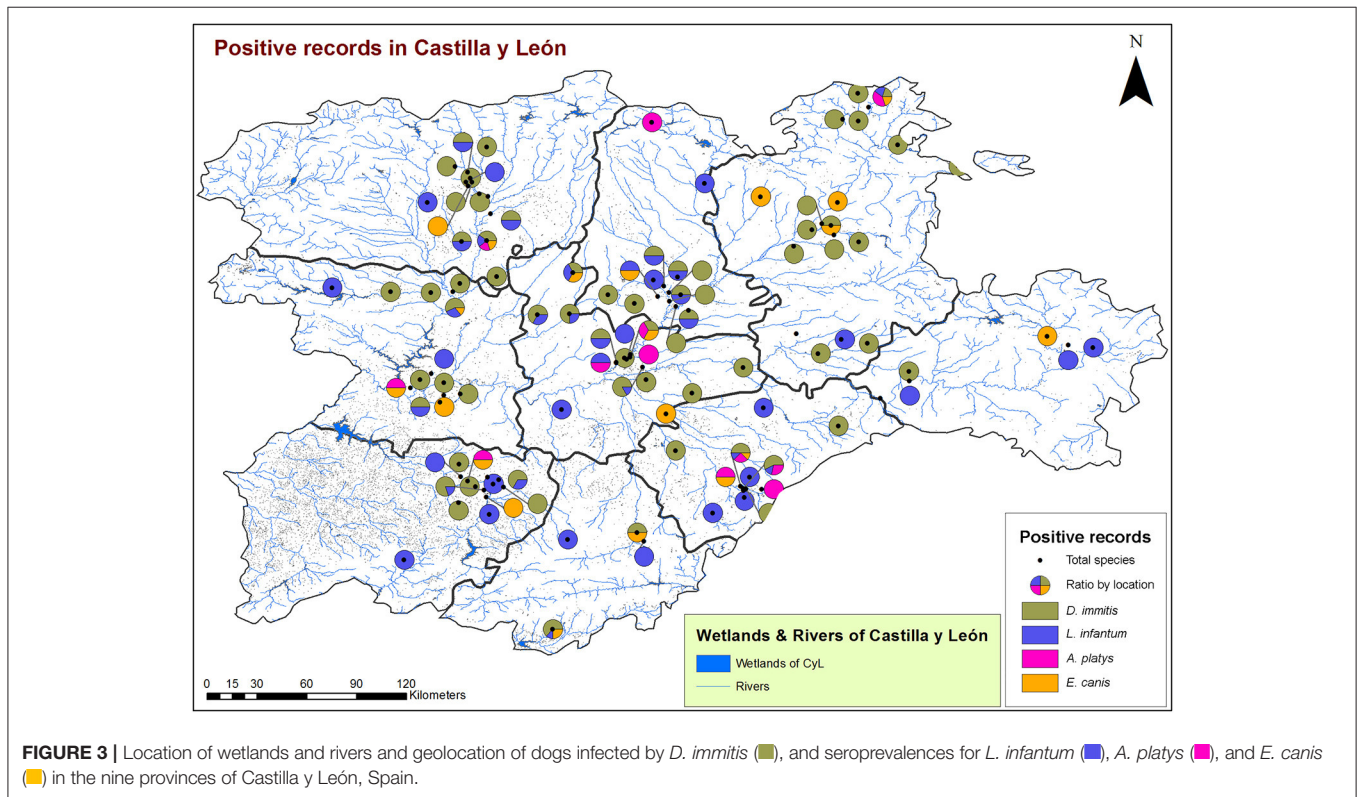 Positive records in Castilla y León
N
Positive records
Total species
Ratio by location
D. immitis
L. infantum
A. platys
E. canis
Wetlands & Rivers of Castilla y León
Wetlands of CyL
Rivers
0 15 30 60 90 120
Kilometers
FIGURE 3 | Location of wetlands and rivers and geolocation of dogs infected by D. immitis (), and seroprevalences for L. infantum (), A. platys (), and E. canis
() in the nine provinces of Castilla y León, Spain.